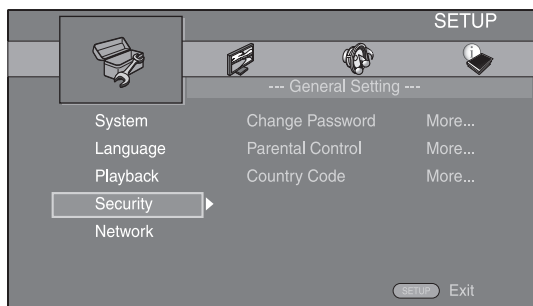 SETUP
--- General Setting ---
System Change Password More...
Language Parental Control More...
Playback Country Code More...
Security
Network
SETUP Exit